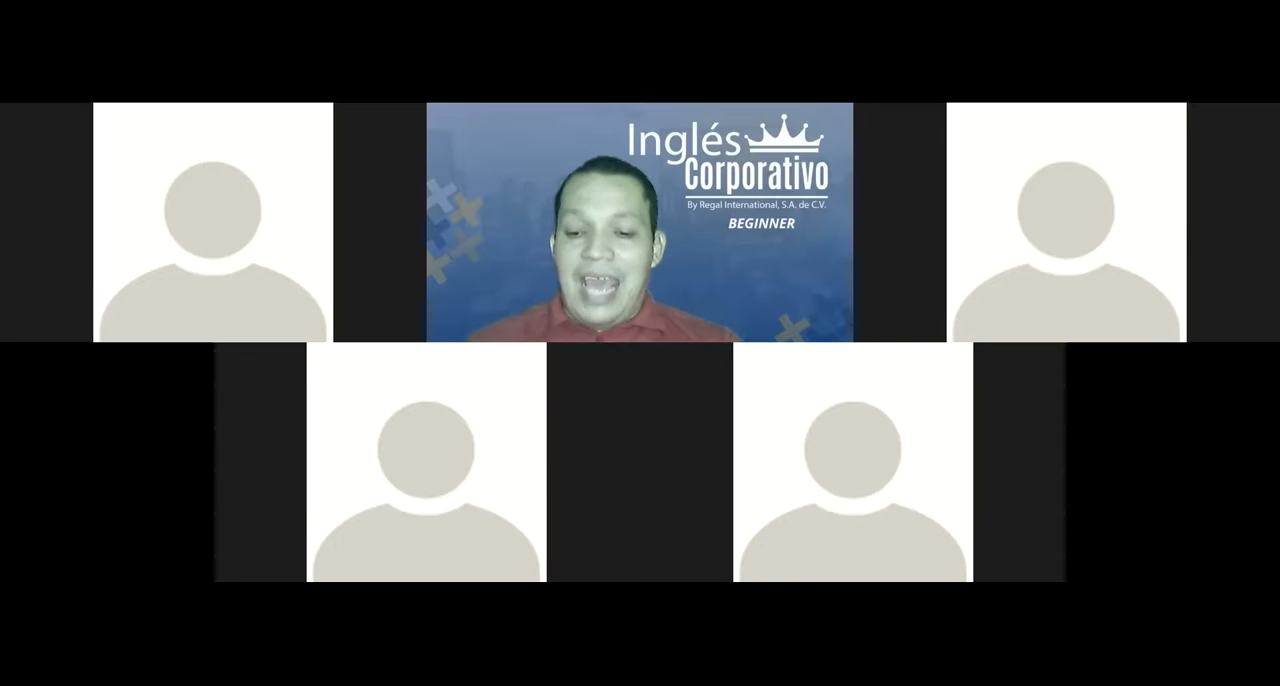 Inglés
Corporativo
By Regal International, S.A. de C.V.
BEGINNER